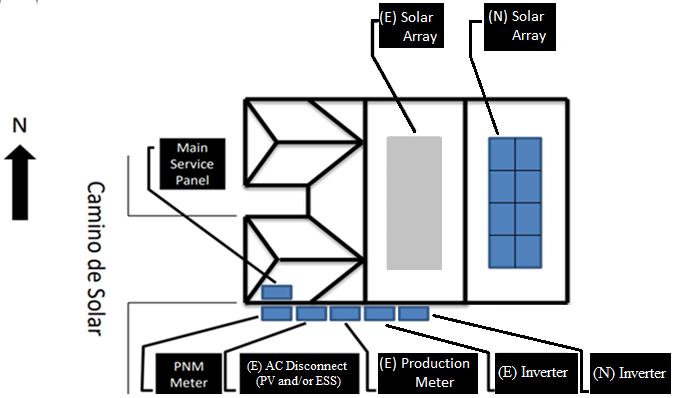 (E) Solar
Array
(N) Solar
Array
N
Main
Service
Panel
Camino de Solar
PNM
Meter
(E) AC Disconnect
(PV and/or ESS)
(E) Production
Meter
(E) Inverter
(N) Inverter